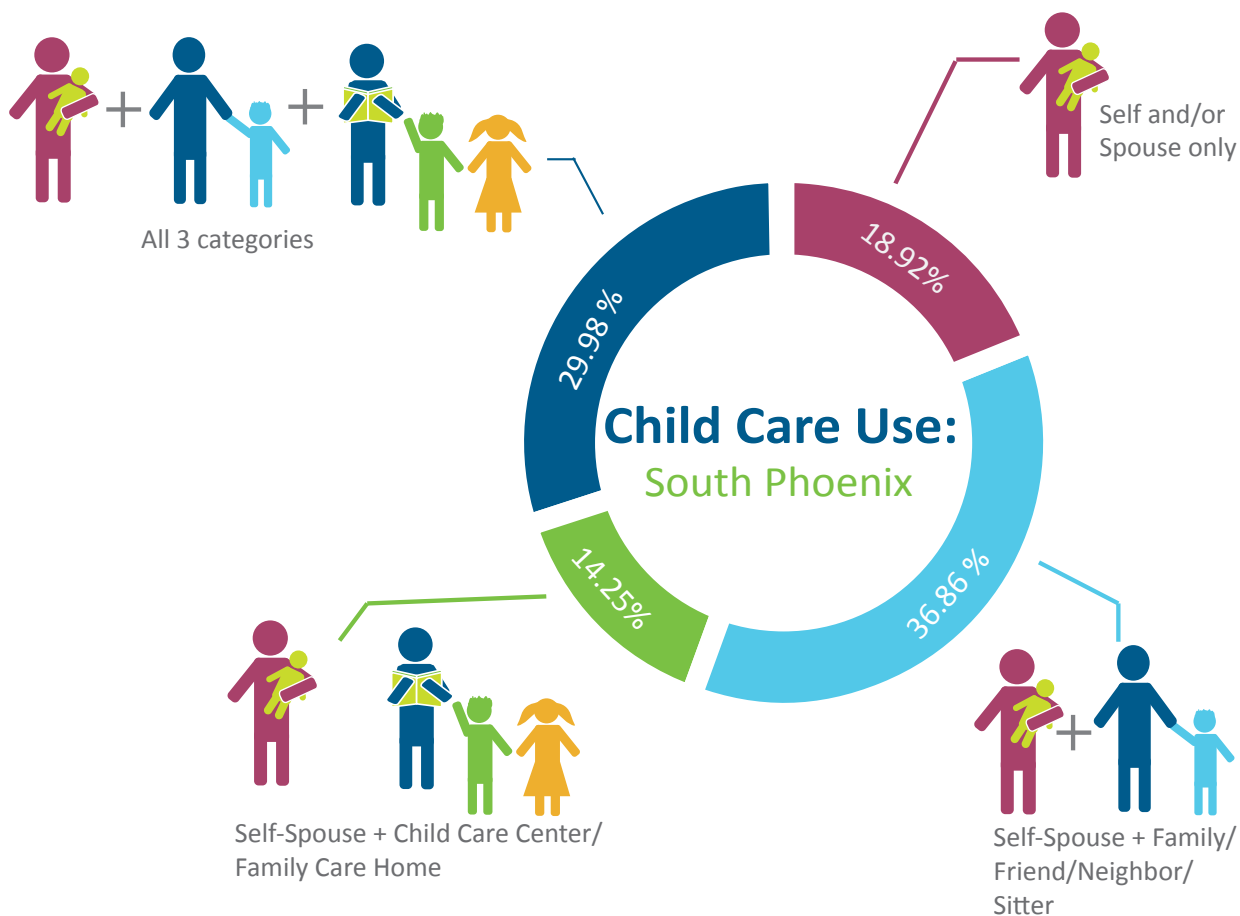 All 3 categories
Self and/or
Spouse only
18.92%
29.98 %
Child Care Use:
South Phoenix
14.25%
36.86 %
Self-Spouse + Child Care Center/
Family Care Home
Self-Spouse + Family/
Friend/Neighbor/
Sitter